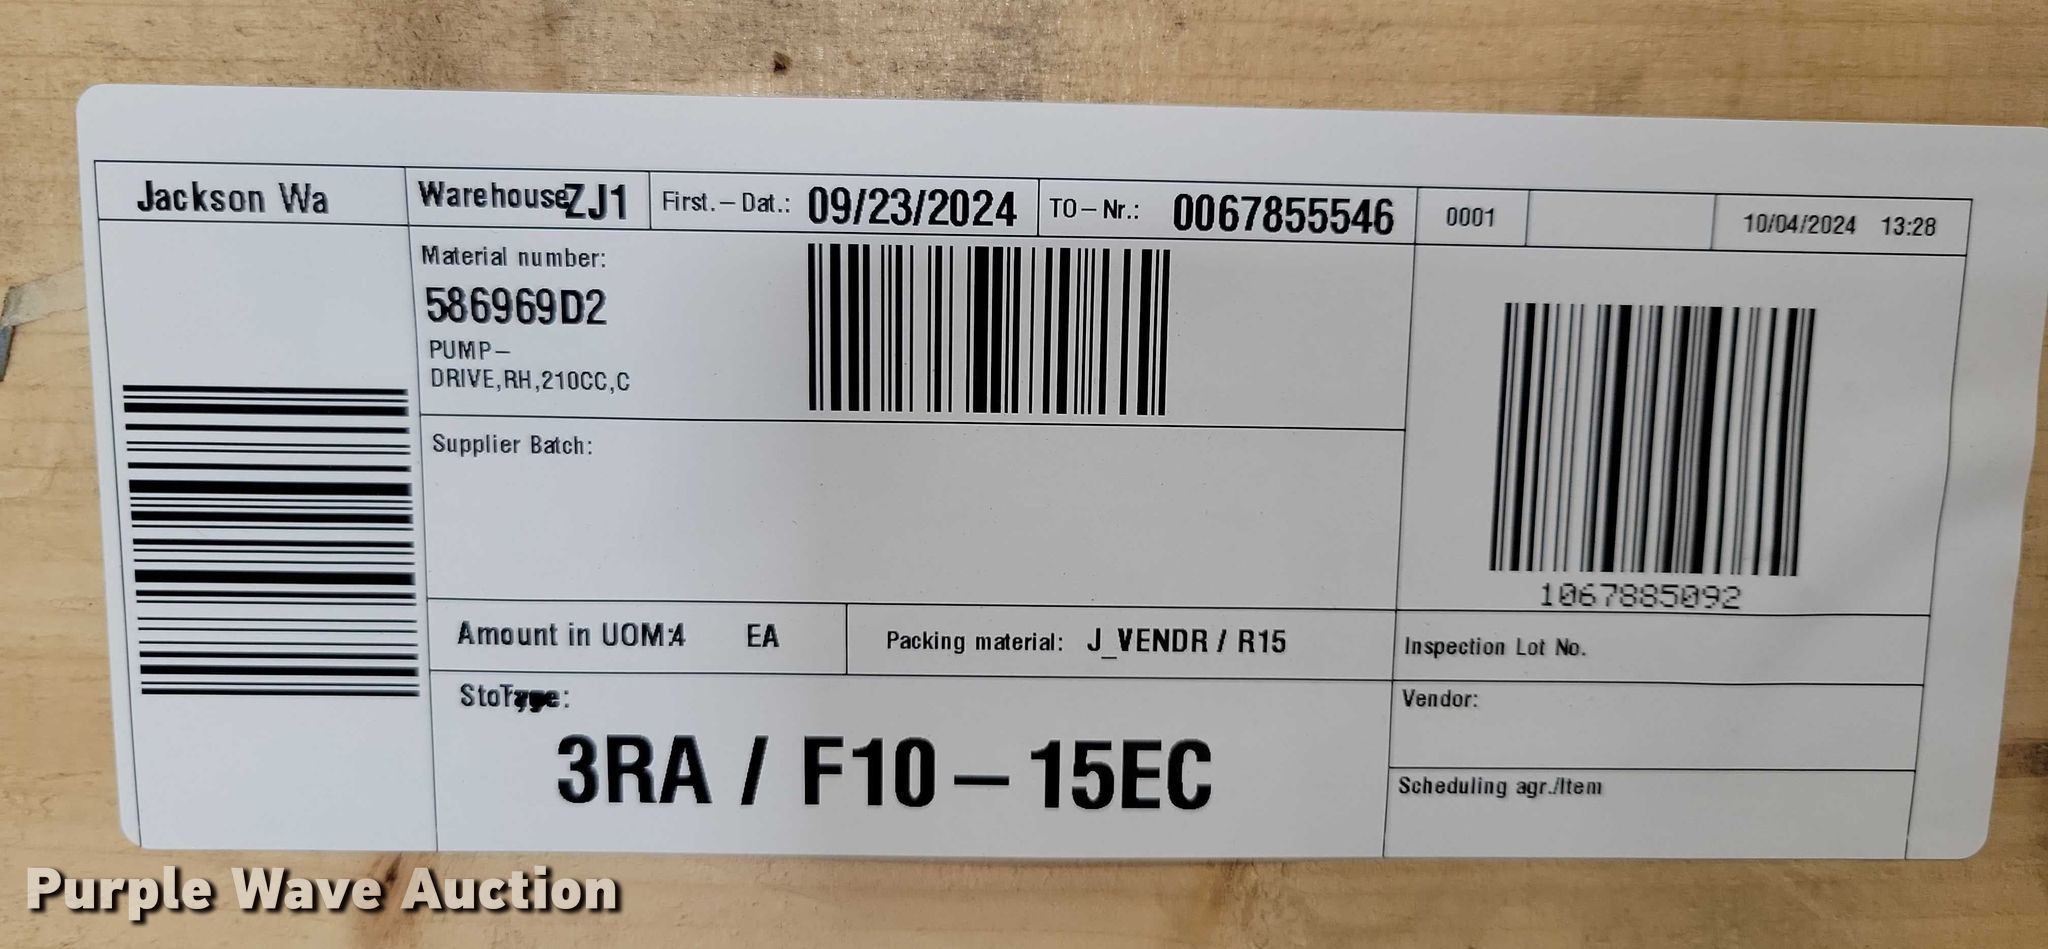 Jackson Wa
WarehouseZJ1
First.-Dat.: 09/23/2024
TO-Nr.: 0067855546
0001
10/04/2024 13:28
Material number:
586969D2
PUMP-
DRIVE,RH,210CC,C
Supplier Batch:
1067885092
Amount in UOM:4 EA
Packing material: J_VENDR / R15
Inspection Lot No.
Vendor:
3RA / F10-15EC
Scheduling agr./Item
Purple Wave Auction